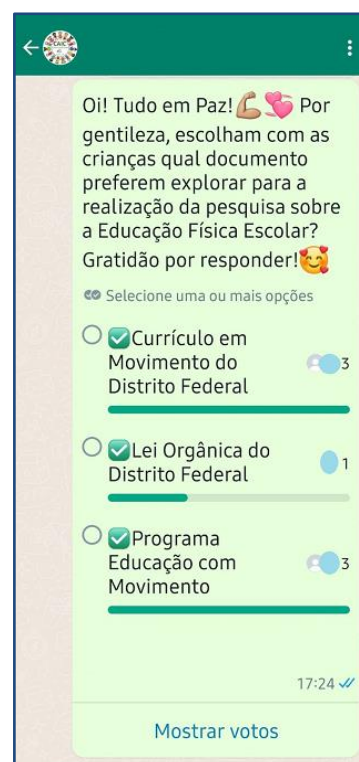 Oi! Tudo em Paz!💪🏽💞 Por
gentileza, escolham com as
crianças qual documento
preferem explorar para a
realização da pesquisa sobre
a Educação Física Escolar?
Gratidão por responder!🥰
Selecione uma ou mais opções
✅Currículo em
Movimento do
Distrito Federal
3
✅Lei Orgânica do
Distrito Federal
1
✅Programa
Educação com
Movimento
3
17:24
Mostrar votos